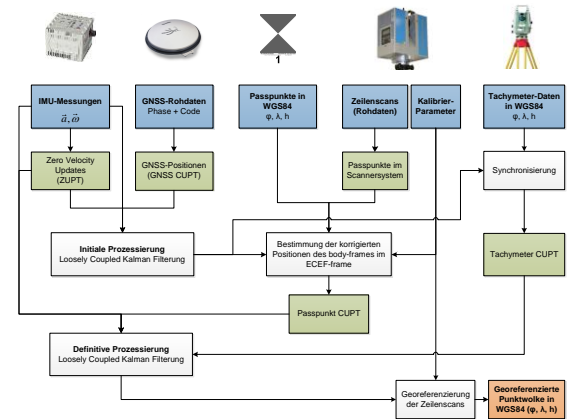 1
IMU-Messungen
a⃗, ω⃗
GNSS-Rohdaten
Phase + Code
Passpunkte in
WGS84
φ, λ, h
Zeilenscans
(Rohdaten)
Kalibrier-
Parameter
Tachymeter-Daten
in WGS84
φ, λ, h
Zero Velocity
Updates
(ZUPT)
GNSS-Positionen
(GNSS CUPT)
Passpunkte im
Scannersystem
Synchronisierung
Initiale Prozessierung
Loosely Coupled Kalman Filterung
Bestimmung der korrigierten
Positionen des body-frames im
ECEF-frame
Tachymeter CUPT
Passpunkt CUPT
Definitive Prozessierung
Loosely Coupled Kalman Filterung
Georeferenzierung
der Zeilenscans
Georeferenzierte
Punktwolke in
WGS84 (φ, λ, h)